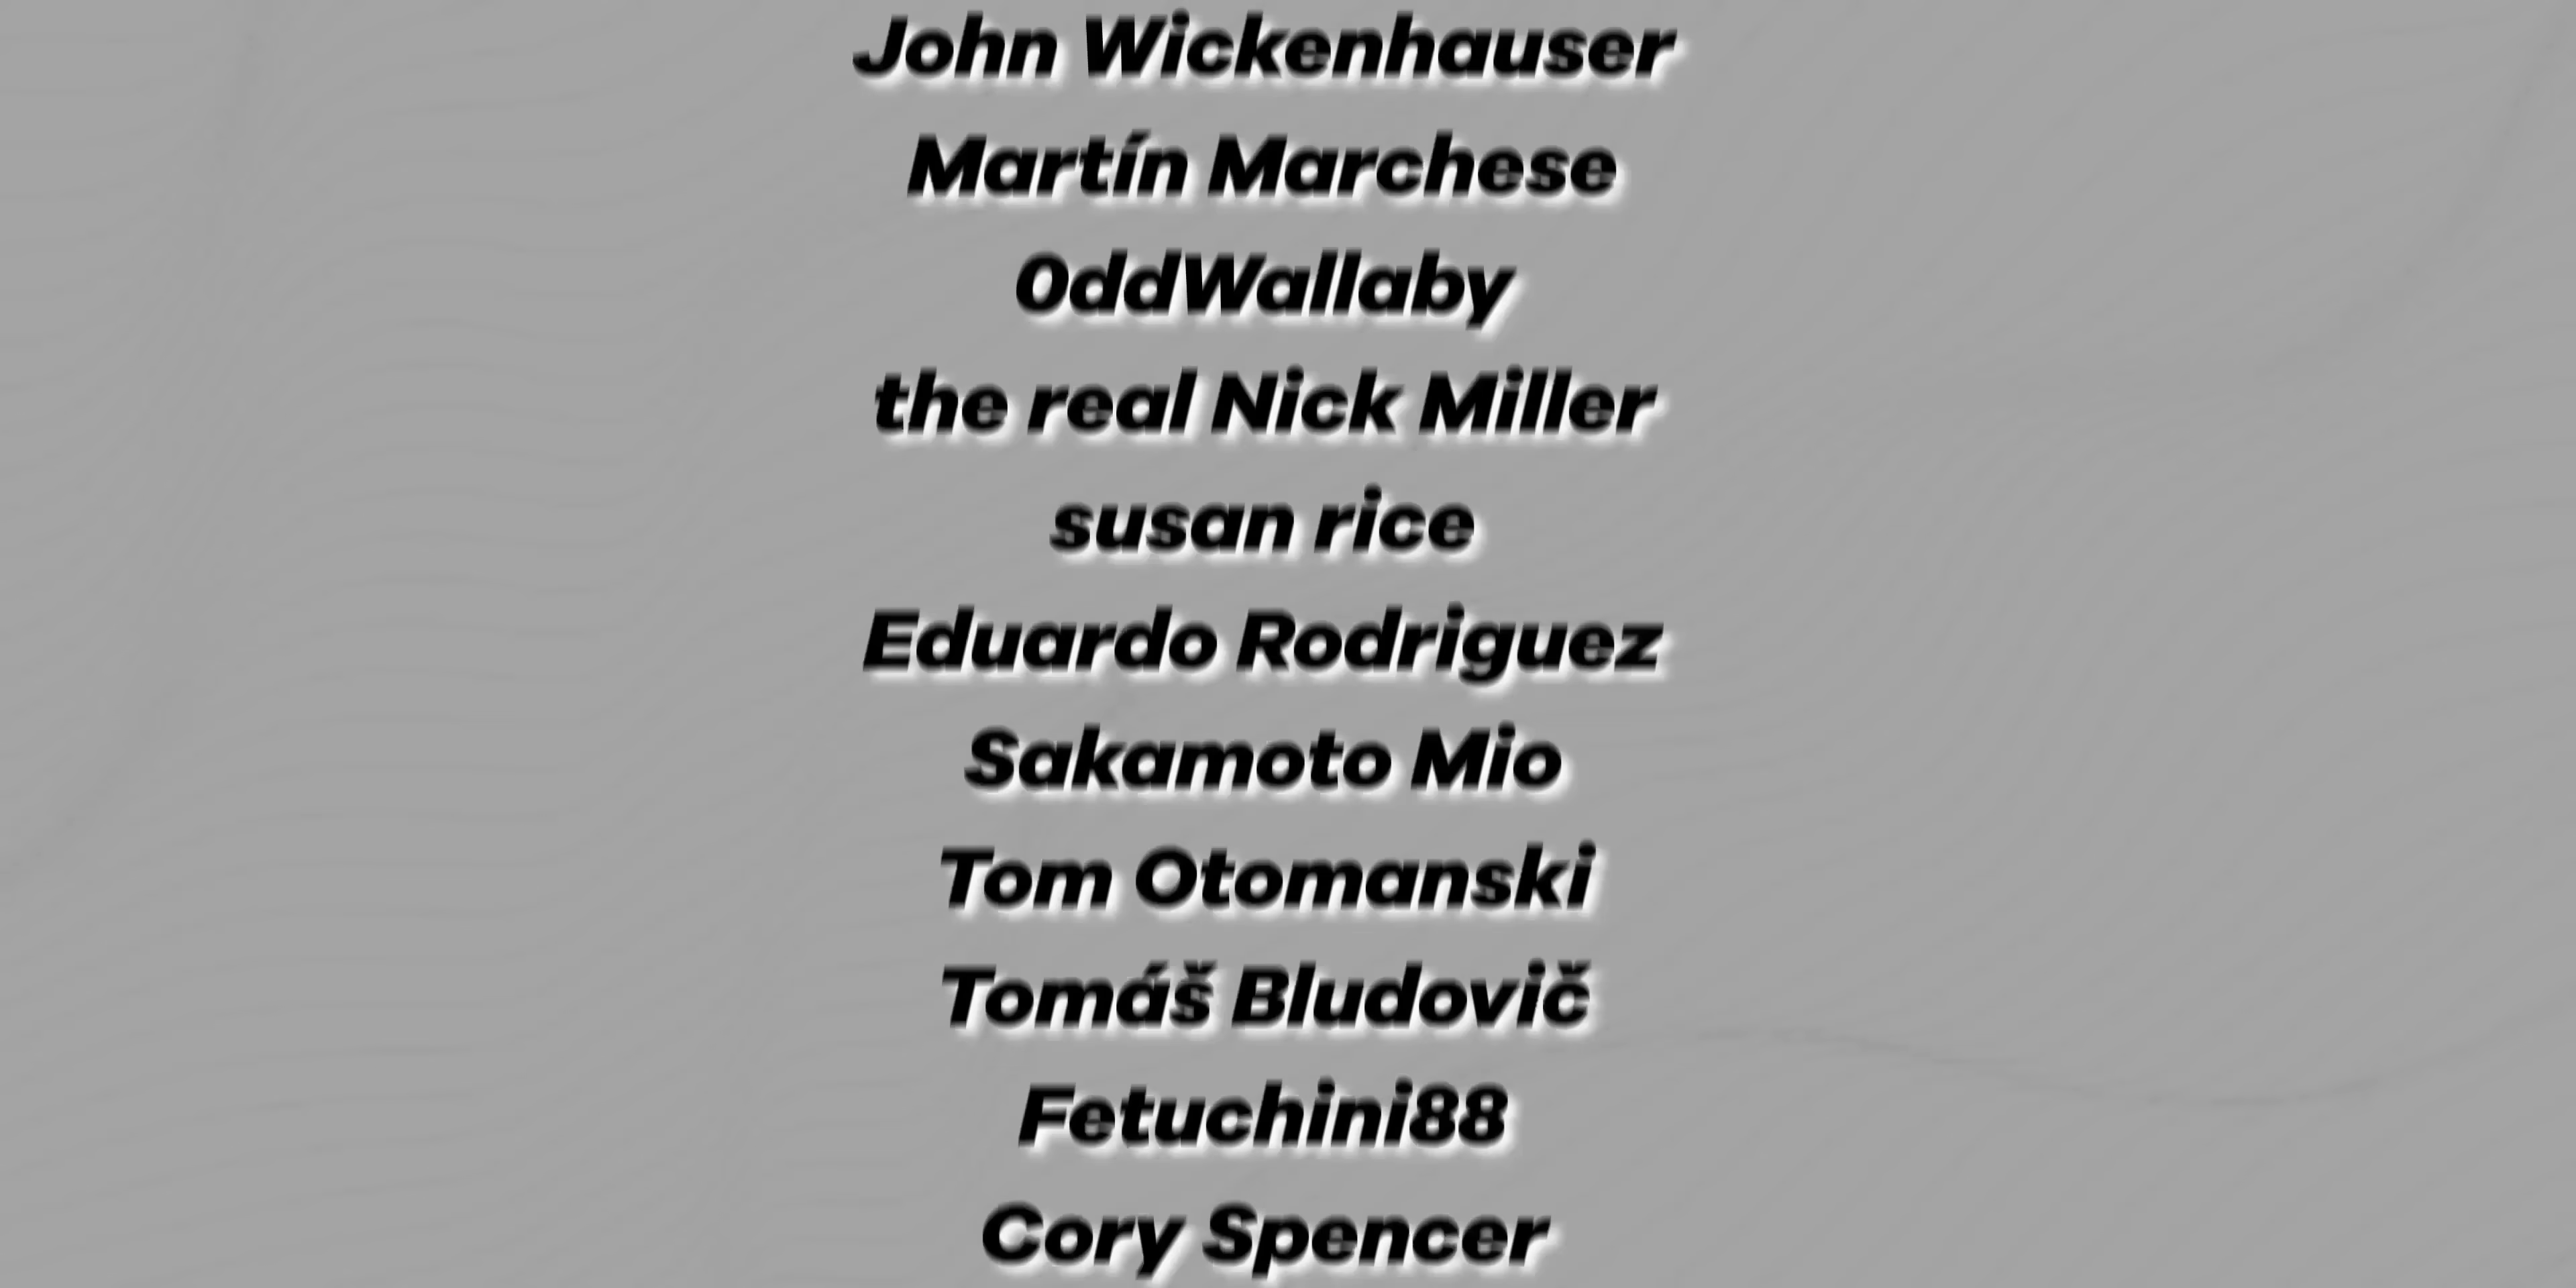 John Wickenhauser
Martín Marchese
0ddWallaby
the real Nick Miller
susan rice
Eduardo Rodriguez
Sakamoto Mio
Tom Otomanski
Tomáš Bludovič
Fetuchini88
Cory Spencer